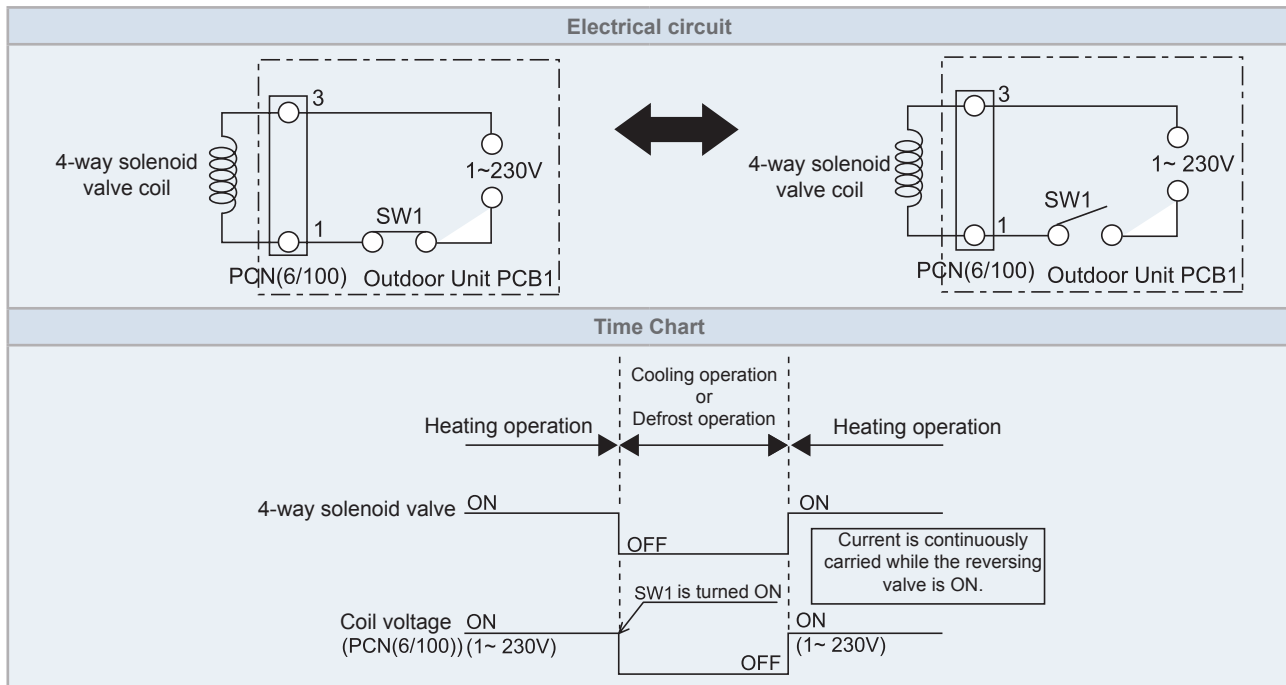 Electrical circuit
3
4-way solenoid
valve coil
1~230V
SW1
1
PCN(6/100)
Outdoor Unit PCB1
3
4-way solenoid
valve coil
1~ 230V
SW1
1
PCN(6/100)
Outdoor Unit PCB1
Time Chart
Cooling operation
or
Defrost operation
Heating operation
Heating operation
4-way solenoid valve
ON
OFF
ON
Current is continuously
carried while the reversing
valve is ON.
SW1 is turned ON
Coil voltage
(PCN(6/100))
ON
(1~ 230V)
OFF
ON
(1~ 230V)